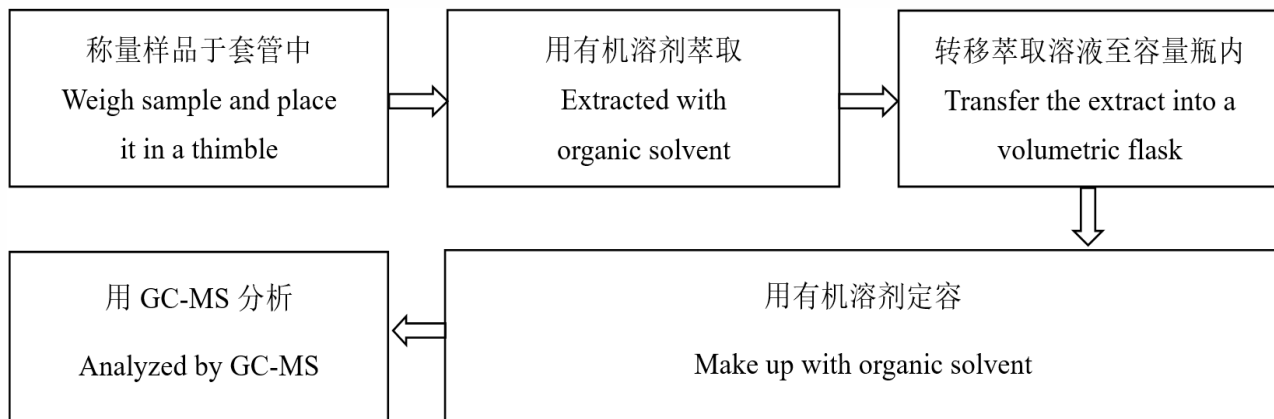 称量样品于套管中
Weigh sample and place
it in a thimble
用有机溶剂萃取
Extracted with
organic solvent
转移萃取溶液至容量瓶内
Transfer the extract into a
volumetric flask
用有机溶剂定容
Make up with organic solvent
用 GC-MS 分析
Analyzed by GC-MS